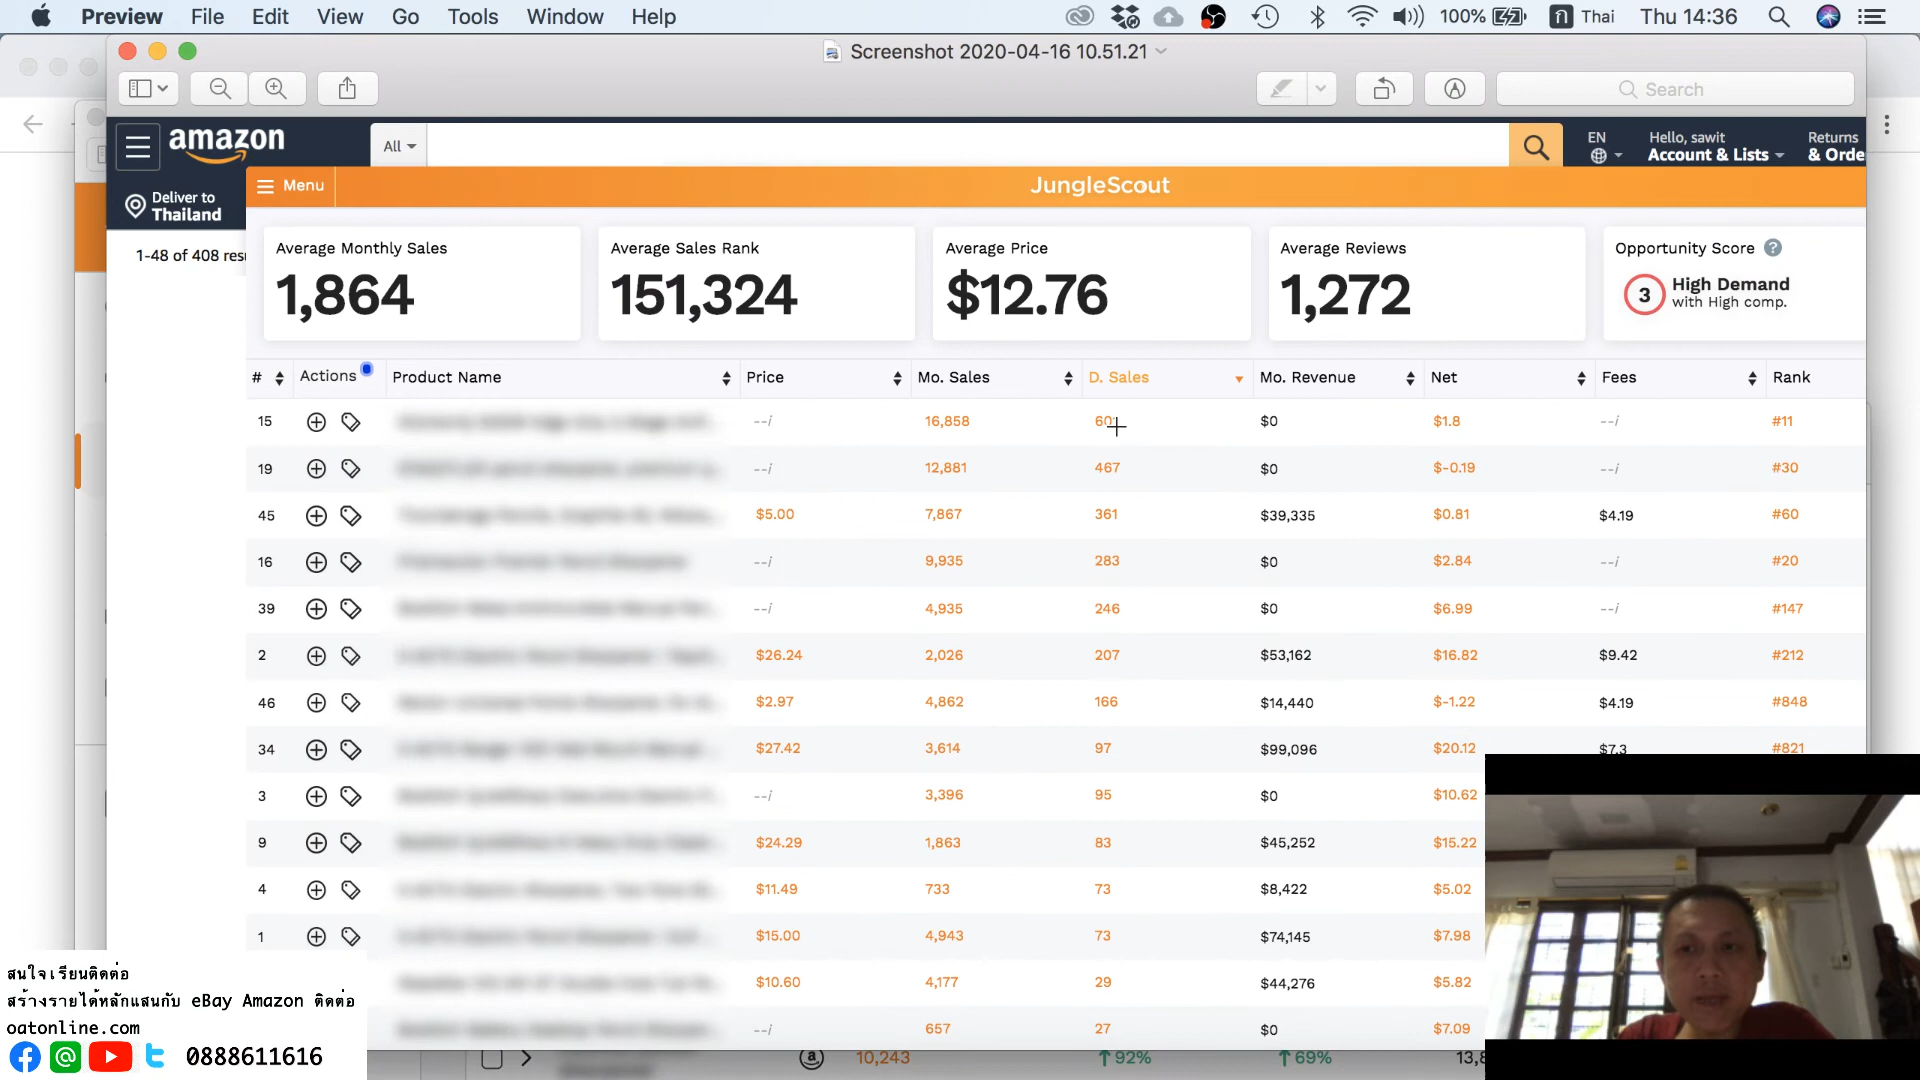 Preview File Edit View Go Tools Window Help 100% ก Thai Thu 14:36
Screenshot 2020-04-16 10.51.21
Search
amazon All EN Hello, sawit Returns
Account & Lists & Orde
Deliver to
Thailand
Menu JungleScout
1-48 of 408 resu
Average Monthly Sales Average Sales Rank Average Price Average Reviews Opportunity Score ?
1,864 151,324 $12.76 1,272 3 High Demand
with High comp.
# Actions Product Name Price Mo. Sales D. Sales Mo. Revenue Net Fees Rank
15 --i 16,858 $0 $1.8 --i #11
19 --i 12,881 467 $0 $-0.19 --i #30
45 $5.00 7,867 361 $39,335 $0.81 $4.19 #60
16 --i 9,935 283 $0 $2.84 --i #20
39 --i 4,935 246 $0 $6.99 --i #147
2 $26.24 2,026 207 $53,162 $16.82 $9.42 #212
46 $2.97 4,862 166 $14,440 $-1.22 $4.19 #848
34 $27.42 3,614 97 $99,096 $20.12 $7.3 #821
3 --i 3,396 95 $0 $10.62
9 $24.29 1,863 83 $45,252 $15.22
4 $11.49 733 73 $8,422 $5.02
1 $15.00 4,943 73 $74,145 $7.98
$10.60 4,177 29 $44,276 $5.82
--i 657 27 $0 $7.09
10,243 92% 69% 13,8
สนใจเรียนติดต่อ
สร้างรายได้หลักแสนกับ eBay Amazon ติดต่อ
oatonline.com
0888611616